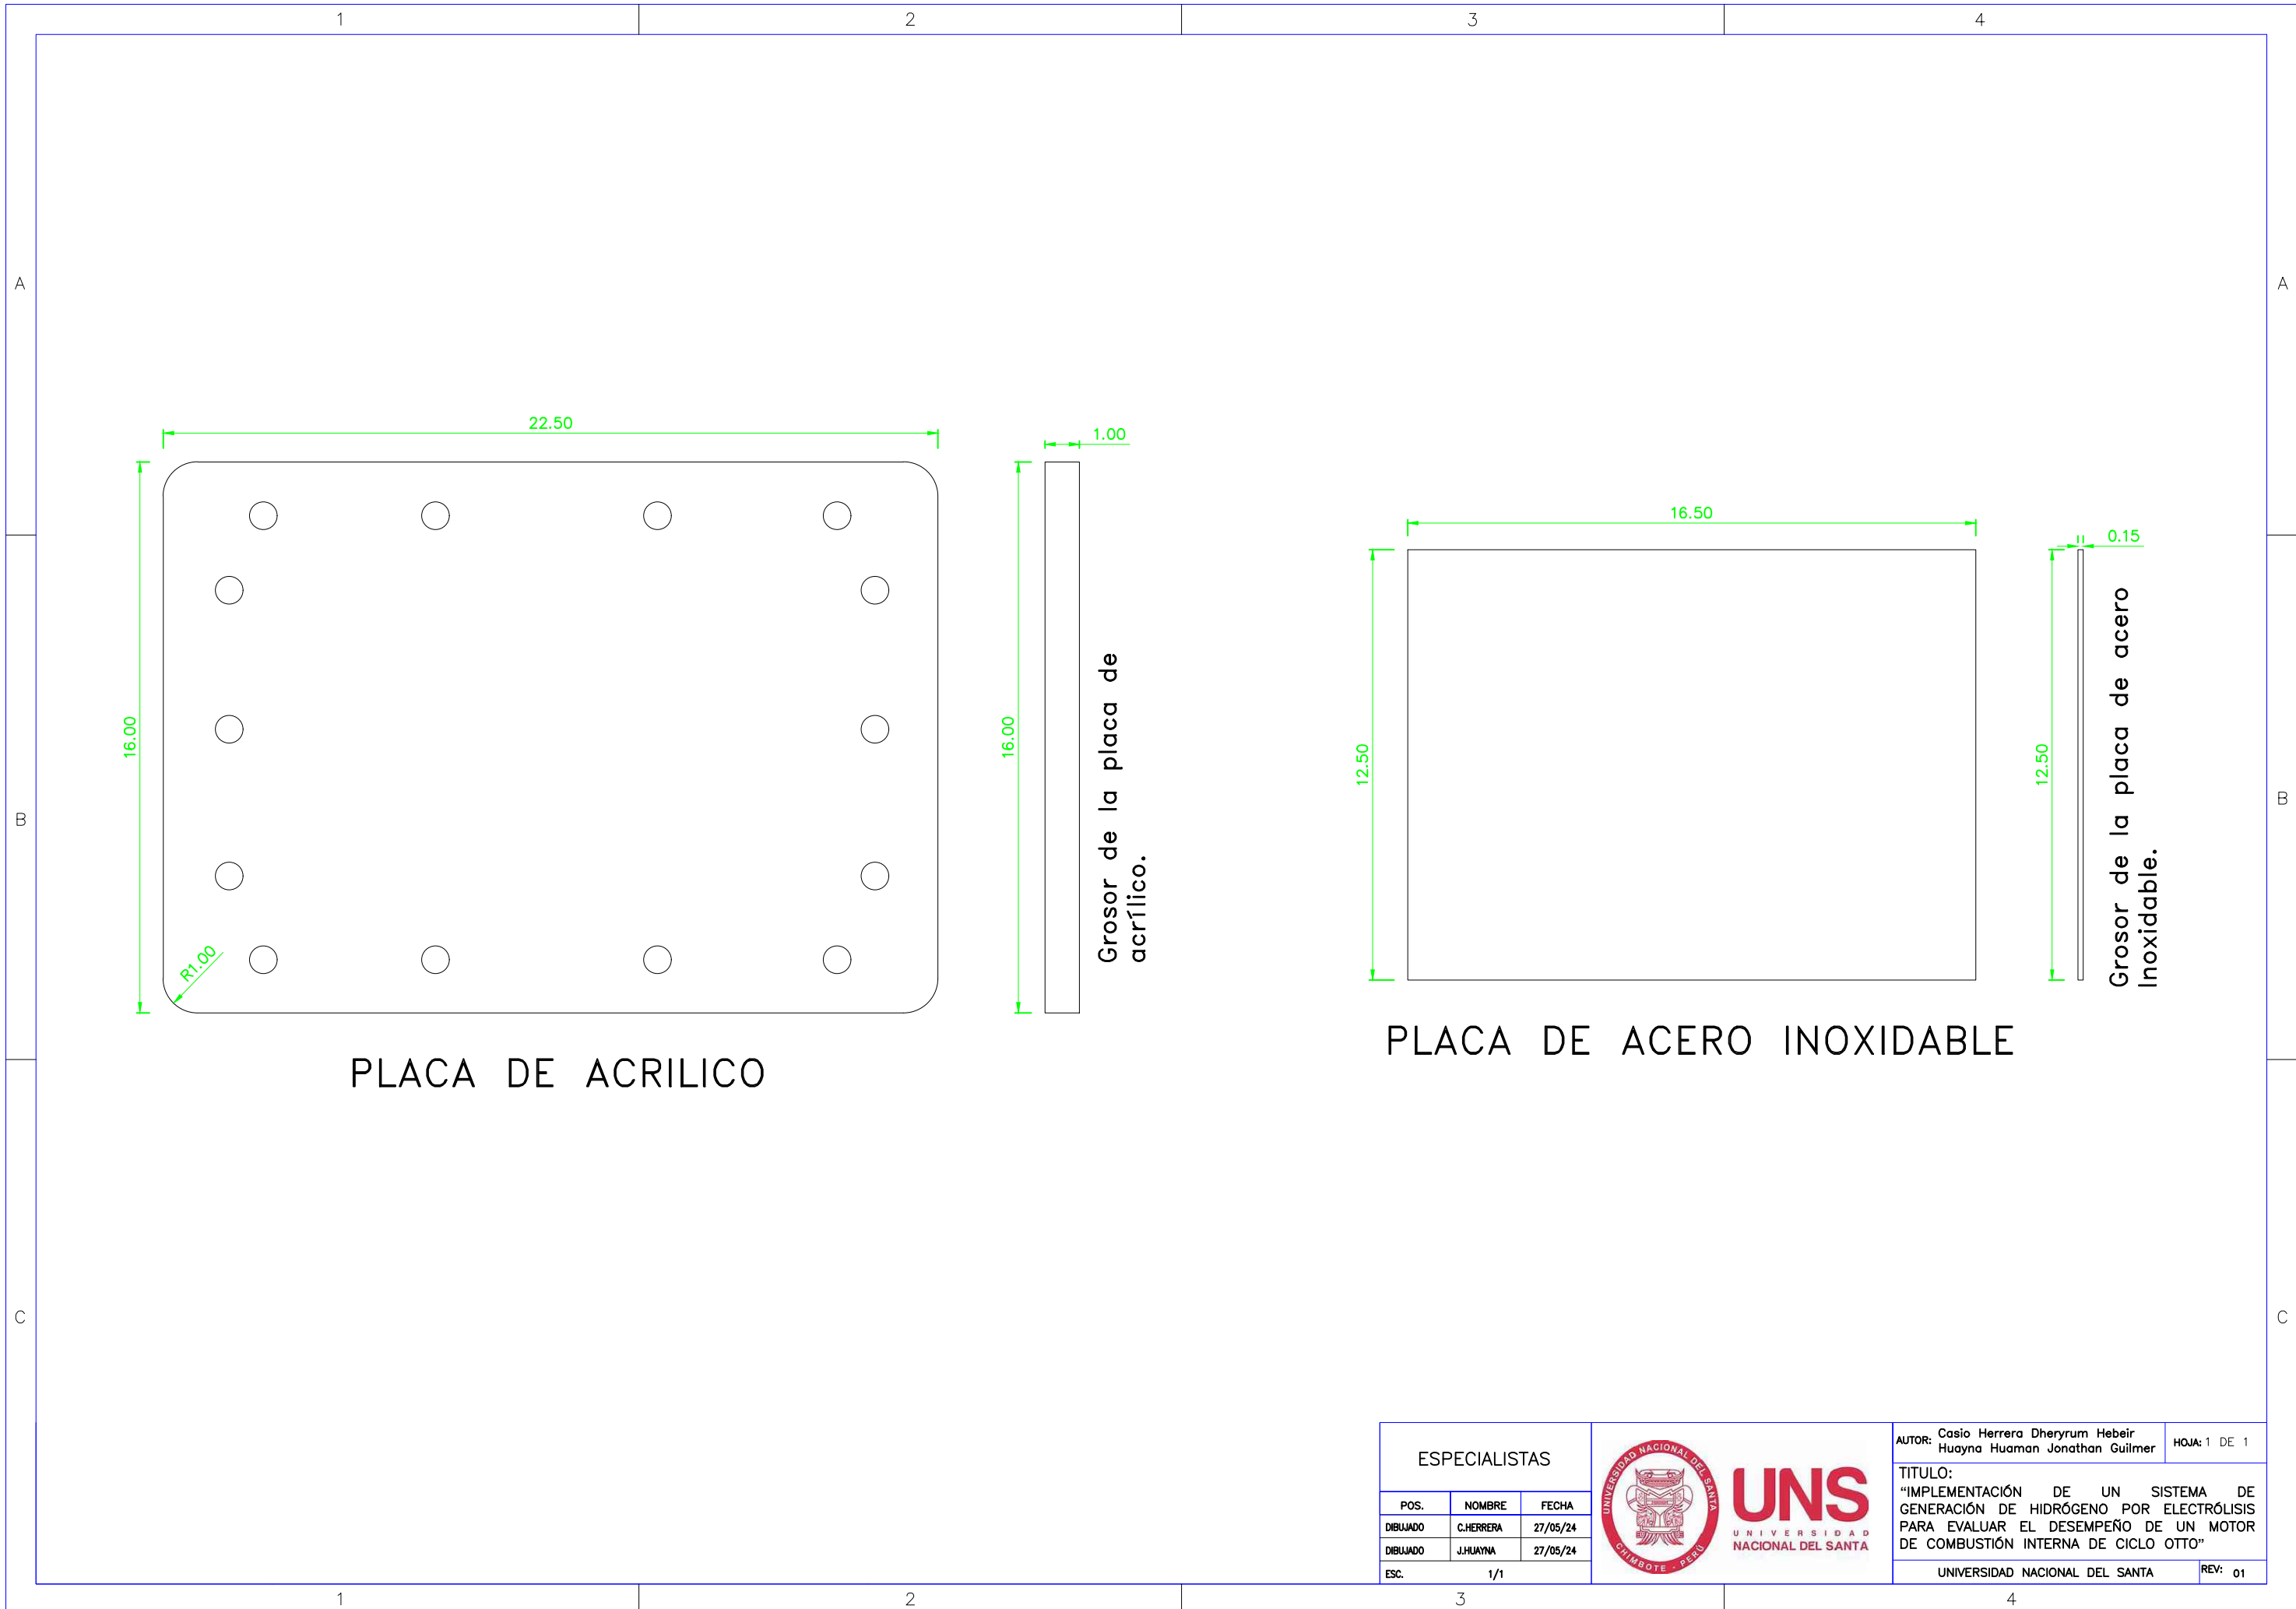 1 2 3 4
A A
22.50
1.00
16.00
16.00
R1.00
Grosor de la placa de
acrílico.
PLACA DE ACRILICO
16.50
0.15
12.50
12.50
Grosor de la placa de acero
Inoxidable.
PLACA DE ACERO INOXIDABLE
B B
C C
ESPECIALISTAS
POS. NOMBRE FECHA
DIBUJADO C.HERRERA 27/05/24
DIBUJADO J.HUAYNA 27/05/24
ESC. 1/1
UNIVERSIDAD NACIONAL DEL SANTA
CHIMBOTE - PERÚ
UNS
UNIVERSIDAD
NACIONAL DEL SANTA
AUTOR: Casio Herrera Dheryrum Hebeir
Huayna Huaman Jonathan Guilmer
HOJA: 1 DE 1
TITULO:
“IMPLEMENTACIÓN DE UN SISTEMA DE
GENERACIÓN DE HIDRÓGENO POR ELECTRÓLISIS
PARA EVALUAR EL DESEMPEÑO DE UN MOTOR
DE COMBUSTIÓN INTERNA DE CICLO OTTO”
UNIVERSIDAD NACIONAL DEL SANTA
REV: 01
1 2 3 4